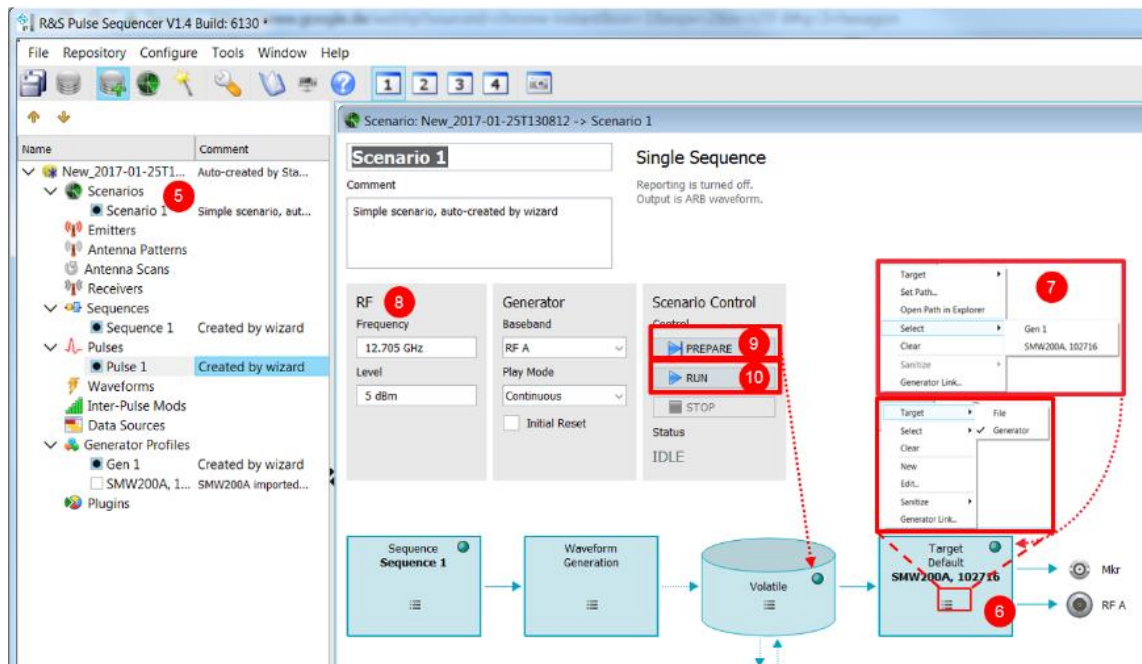 R&S Pulse Sequencer V1.4 Build: 6130 *
File Repository Configure Tools Window Help
1 2 3 4
Name Comment
New_2017-01-25T1... Auto-created by Sta...
Scenarios
5
Scenario 1 Simple scenario, aut...
Emitters
Antenna Patterns
Antenna Scans
Receivers
Sequences
Sequence 1 Created by wizard
Pulses
Pulse 1 Created by wizard
Waveforms
Inter-Pulse Mods
Data Sources
Generator Profiles
Gen 1 Created by wizard
SMW200A, 1... SMW200A imported...
Plugins
Scenario: New_2017-01-25T130812 -> Scenario 1
Scenario 1
Comment
Simple scenario, auto-created by wizard
Single Sequence
Reporting is turned off.
Output is ARB waveform.
RF 8
Frequency
12.705 GHz
Level
5 dBm
Generator
Baseband
RF A
Play Mode
Continuous
Initial Reset
Scenario Control
Control
PREPARE 9
RUN 10
STOP
Status
IDLE
Target
7
Set Path...
Open Path in Explorer
Select Gen 1
Clear SMW200A, 102716
Sanitize
Generator Link...
Target File
Select Generator
Clear
New
Edit...
Sanitize
Generator Link...
Sequence
Sequence 1
Waveform
Generation
Volatile
Target
Default
SMW200A, 102716
6
Mkr
RF A